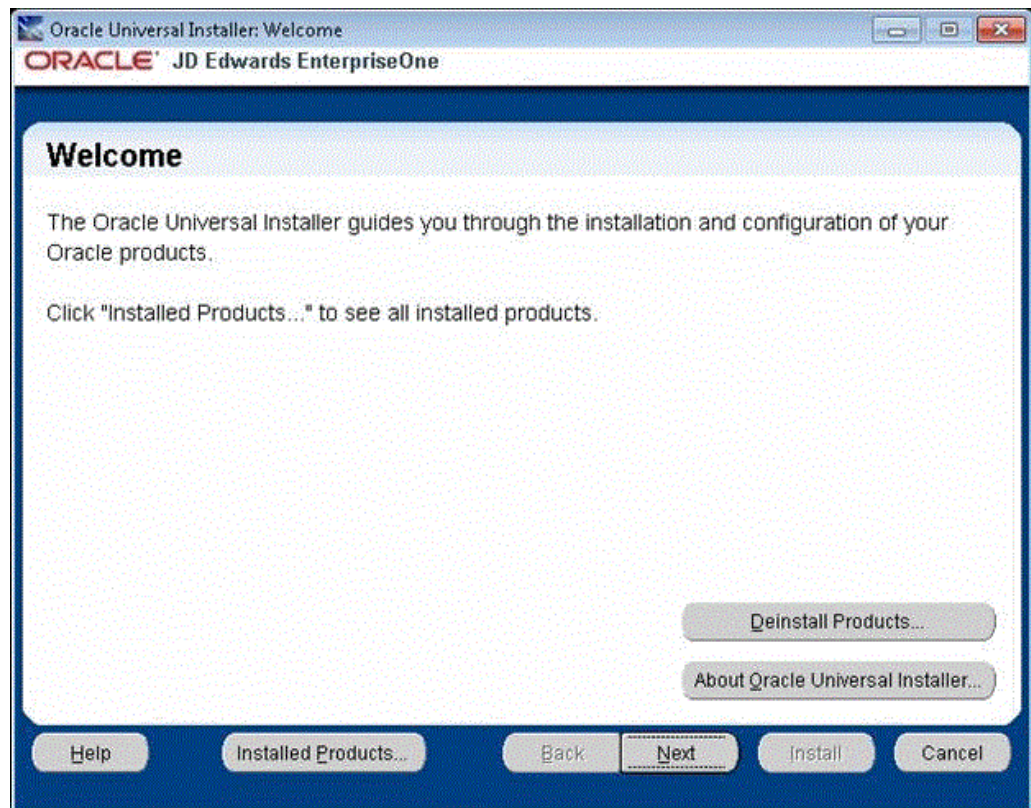 Oracle Universal Installer: Welcome
ORACLE' JD Edwards EnterpriseOne
Welcome
The Oracle Universal Installer guides you through the installation and configuration of your
Oracle products.
Click "Installed Products..." to see all installed products.
Deinstall Products...
About Oracle Universal Installer...
Help Installed Products... Back Next Install Cancel